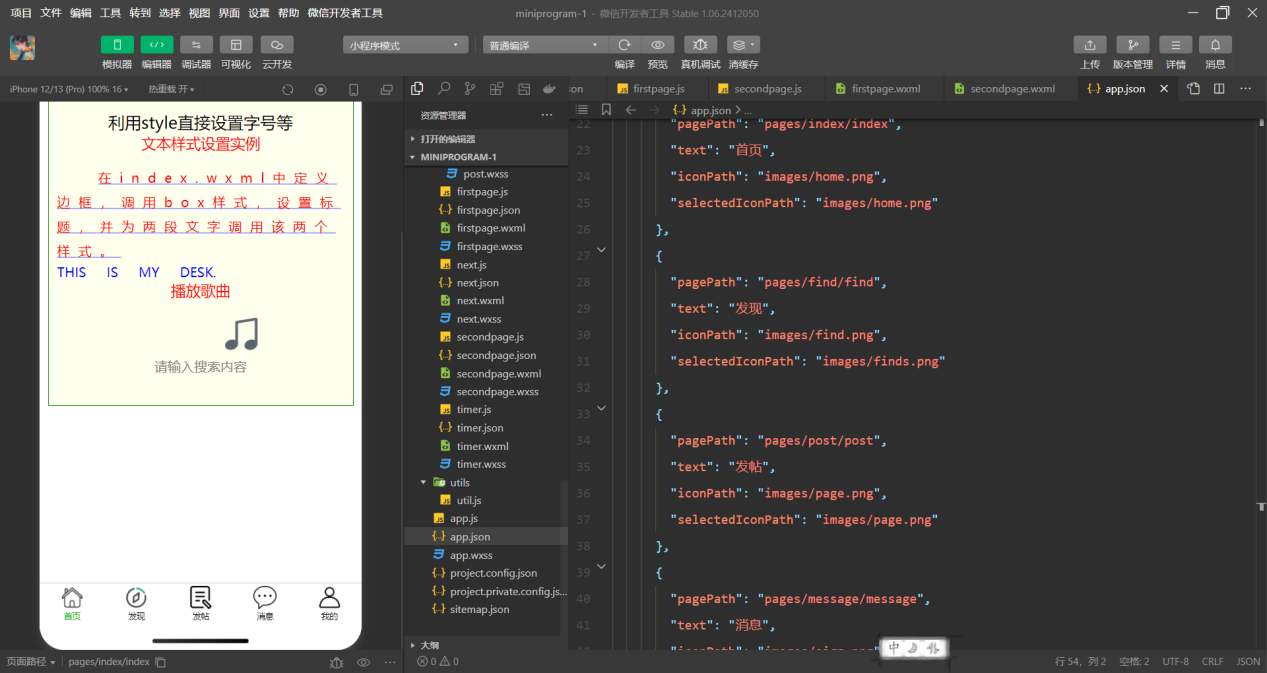 项目 文件 编辑 工具 转到 选择 视图 界面 设置 帮助 微信开发者工具
miniprogram-1 - 微信开发者工具 Stable 1.06.2412050
小程序模式
普通编译
模拟器 编辑器 调试器 可视化 云开发
编译 预览 真机调试 清缓存
上传 版本管理 详情 消息
iPhone 12/13 (Pro) 100% 16
热重载 开
利用style直接设置字号等
文本样式设置实例
在index.wxml中定义
边框，调用box样式，设置标
题，并为两段文字调用该两个
样式。
THIS IS MY DESK.
播放歌曲
请输入搜索内容
首页 发现 发帖 消息 我的
页面路径 pages/index/index
资源管理器
打开的编辑器
MINIPROGRAM-1
post.wxss
firstpage.js
firstpage.json
firstpage.wxml
firstpage.wxss
next.js
next.json
next.wxml
next.wxss
secondpage.js
secondpage.json
secondpage.wxml
secondpage.wxss
timer.js
timer.json
timer.wxml
timer.wxss
utils
util.js
app.js
app.json
app.wxss
project.config.json
project.private.config.js...
sitemap.json
大纲
0 0
on firstpage.js secondpage.js firstpage.wxml secondpage.wxml app.json
app.json > ...
22 "pagePath": "pages/index/index",
23 "text": "首页",
24 "iconPath": "images/home.png",
25 "selectedIconPath": "images/home.png"
26 },
27 {
28 "pagePath": "pages/find/find",
29 "text": "发现",
30 "iconPath": "images/find.png",
31 "selectedIconPath": "images/finds.png"
32 },
33 {
34 "pagePath": "pages/post/post",
35 "text": "发帖",
36 "iconPath": "images/page.png",
37 "selectedIconPath": "images/page.png"
38 },
39 {
40 "pagePath": "pages/message/message",
41 "text": "消息",
中
行 54，列 2 空格: 2 UTF-8 CRLF JSON